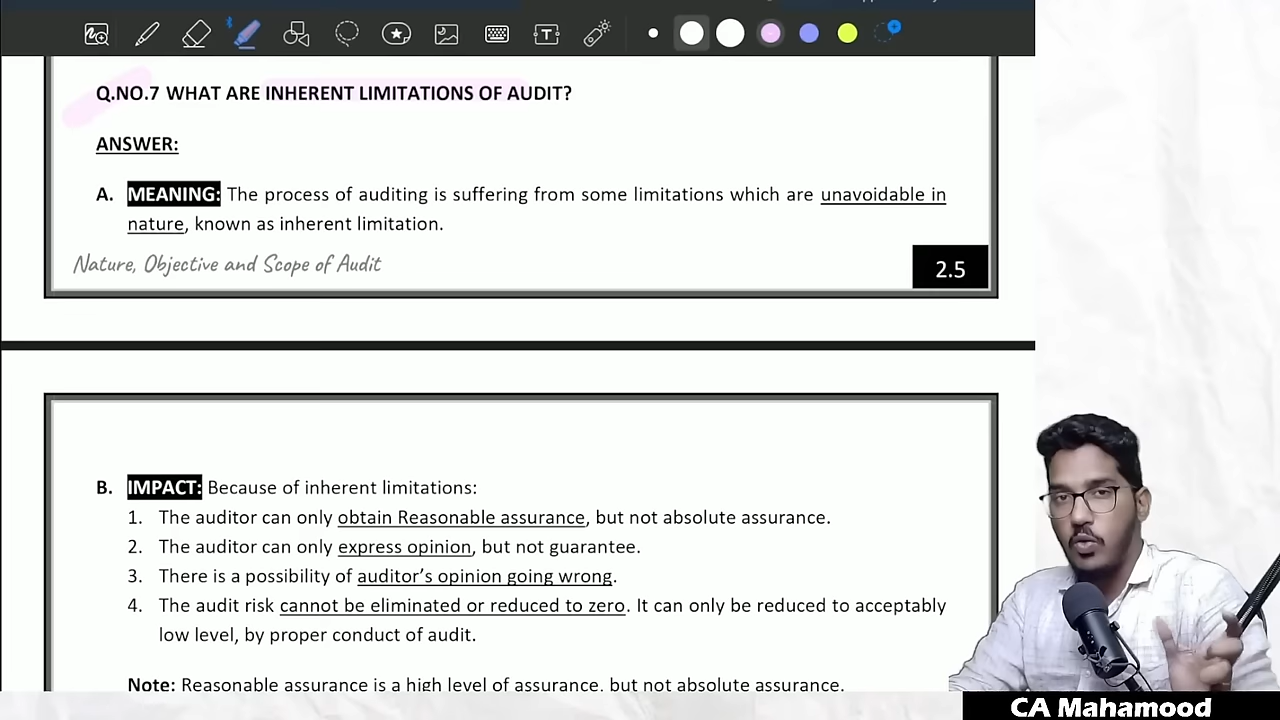 Q.NO.7 WHAT ARE INHERENT LIMITATIONS OF AUDIT?
ANSWER:
A. MEANING: The process of auditing is suffering from some limitations which are unavoidable in
nature, known as inherent limitation.
Nature, Objective and Scope of Audit
2.5
B. IMPACT: Because of inherent limitations:
1. The auditor can only obtain Reasonable assurance, but not absolute assurance.
2. The auditor can only express opinion, but not guarantee.
3. There is a possibility of auditor's opinion going wrong.
4. The audit risk cannot be eliminated or reduced to zero. It can only be reduced to acceptably
low level, by proper conduct of audit.
Note: Reasonable assurance is a high level of assurance, but not absolute assurance.
CA Mahamood